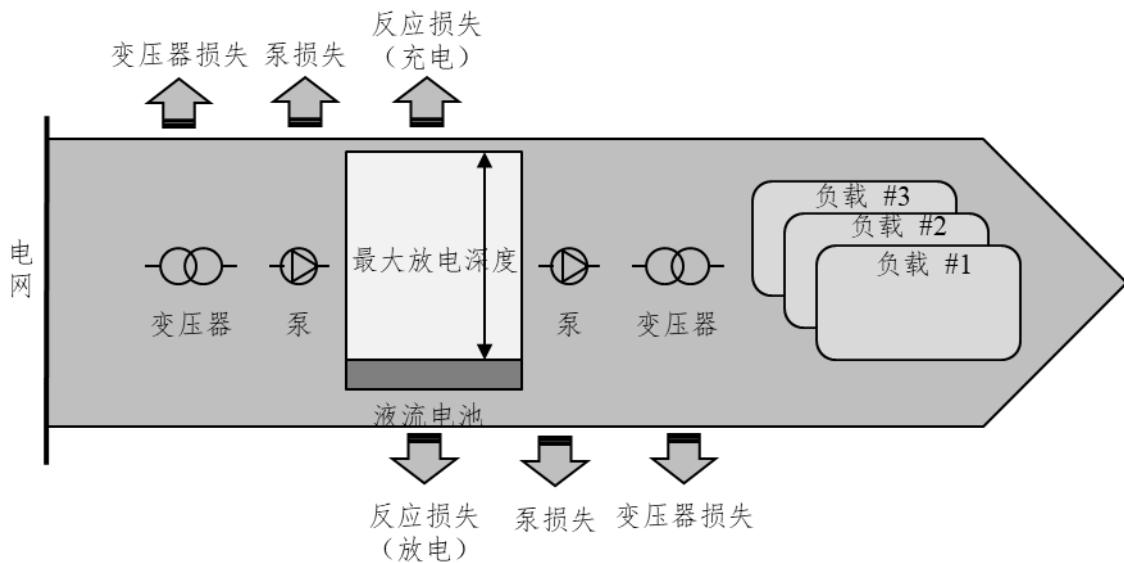 反应损失
（充电）
变压器损失
泵损失
电
网
负载 #3
负载 #2
负载 #1
最大放电深度
变压器
泵
泵
变压器
液流电池
反应损失
（放电）
泵损失
变压器损失